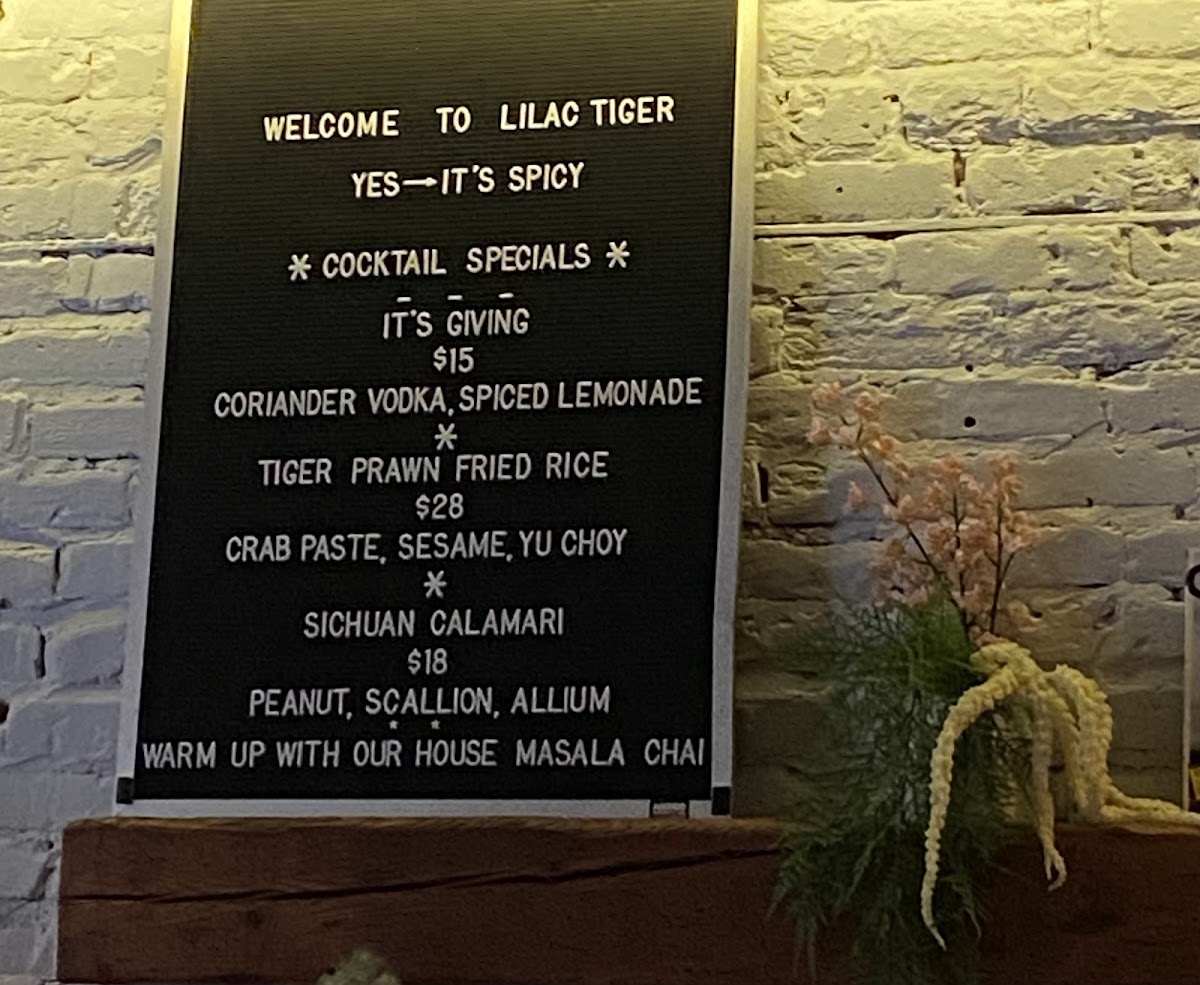 WELCOME TO LILAC TIGER
YES→IT'S SPICY
* COCKTAIL SPECIALS *
- - -
IT'S GIVING
$15
CORIANDER VODKA, SPICED LEMONADE
*
TIGER PRAWN FRIED RICE
$28
CRAB PASTE, SESAME, YU CHOY
*
SICHUAN CALAMARI
$18
PEANUT, SCALLION, ALLIUM
* *
WARM UP WITH OUR HOUSE MASALA CHAI